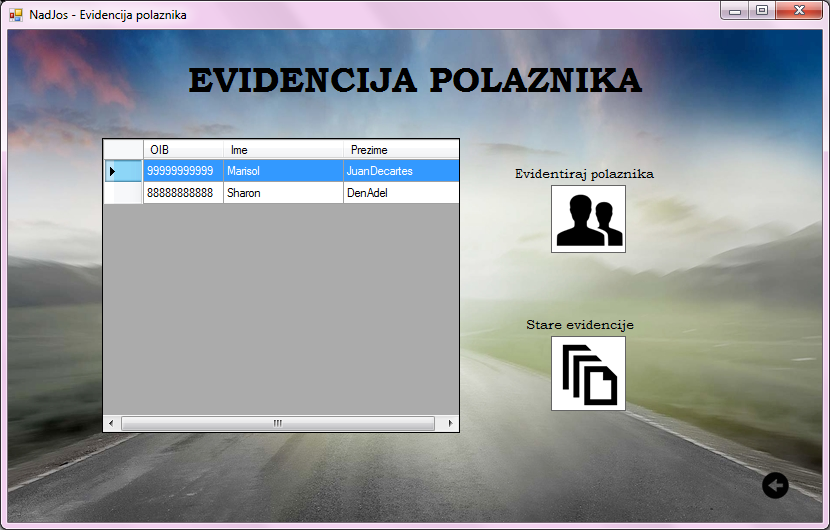 NadJos - Evidencija polaznika
EVIDENCIJA POLAZNIKA
OIB Ime Prezime
99999999999 Marisol JuanDecartes
88888888888 Sharon DenAdel
Evidentiraj polaznika
Stare evidencije